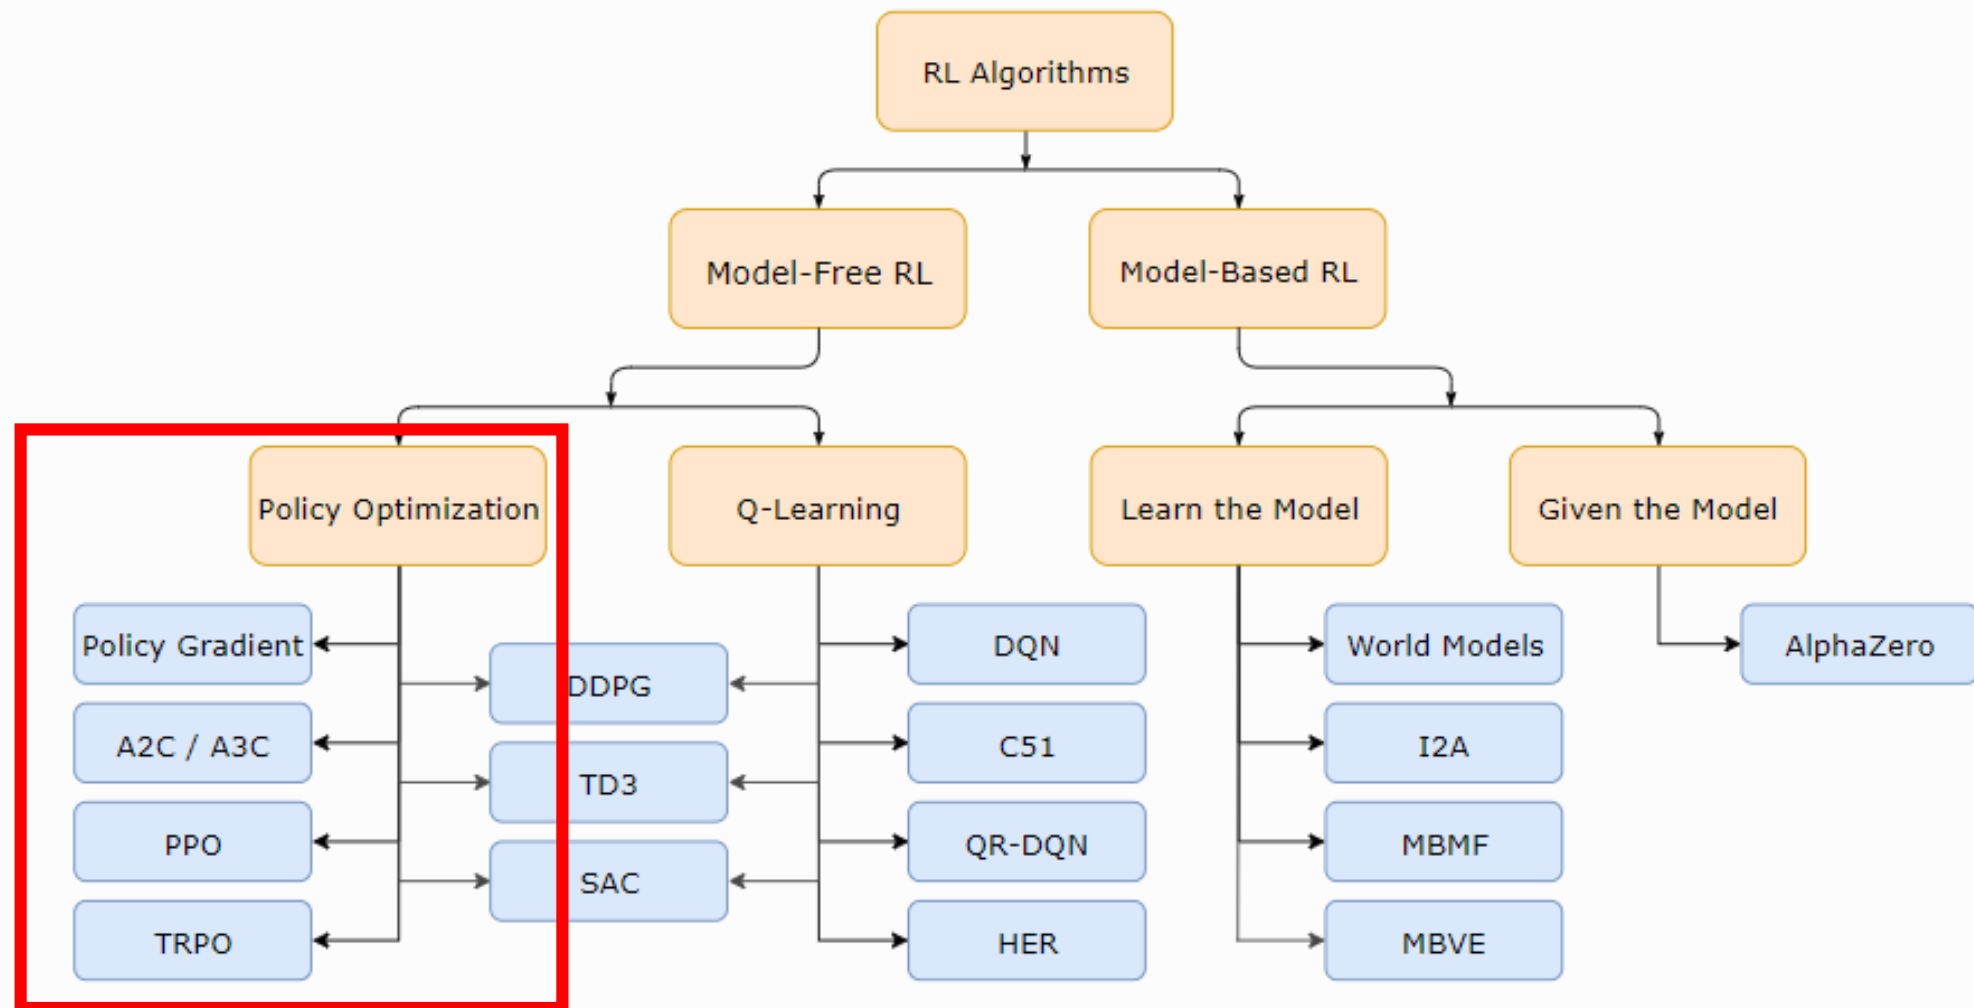 RL Algorithms
Model-Free RL
Model-Based RL
Policy Optimization
Q-Learning
Learn the Model
Given the Model
Policy Gradient
A2C / A3C
PPO
TRPO
DDPG
TD3
SAC
DQN
C51
QR-DQN
HER
World Models
I2A
MBMF
MBVE
AlphaZero